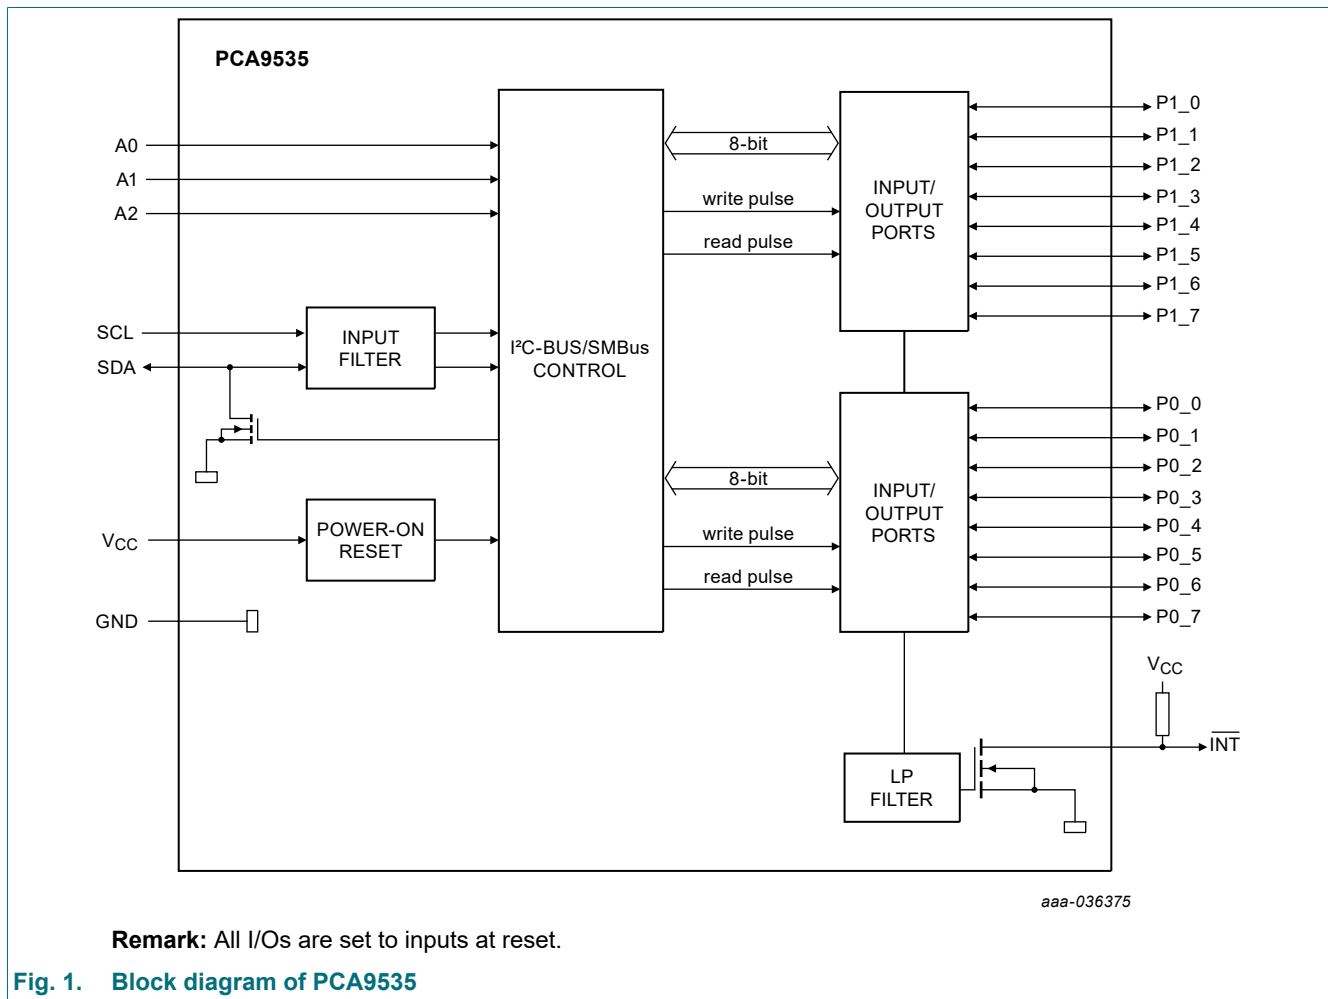 PCA9535
A0
A1
A2
SCL
SDA
VCC
GND
INPUT
FILTER
POWER-ON
RESET
I²C-BUS/SMBus
CONTROL
8-bit
write pulse
read pulse
INPUT/
OUTPUT
PORTS
P1_0
P1_1
P1_2
P1_3
P1_4
P1_5
P1_6
P1_7
8-bit
write pulse
read pulse
INPUT/
OUTPUT
PORTS
P0_0
P0_1
P0_2
P0_3
P0_4
P0_5
P0_6
P0_7
VCC
INT
LP
FILTER
aaa-036375
Remark: All I/Os are set to inputs at reset.
Fig. 1. Block diagram of PCA9535